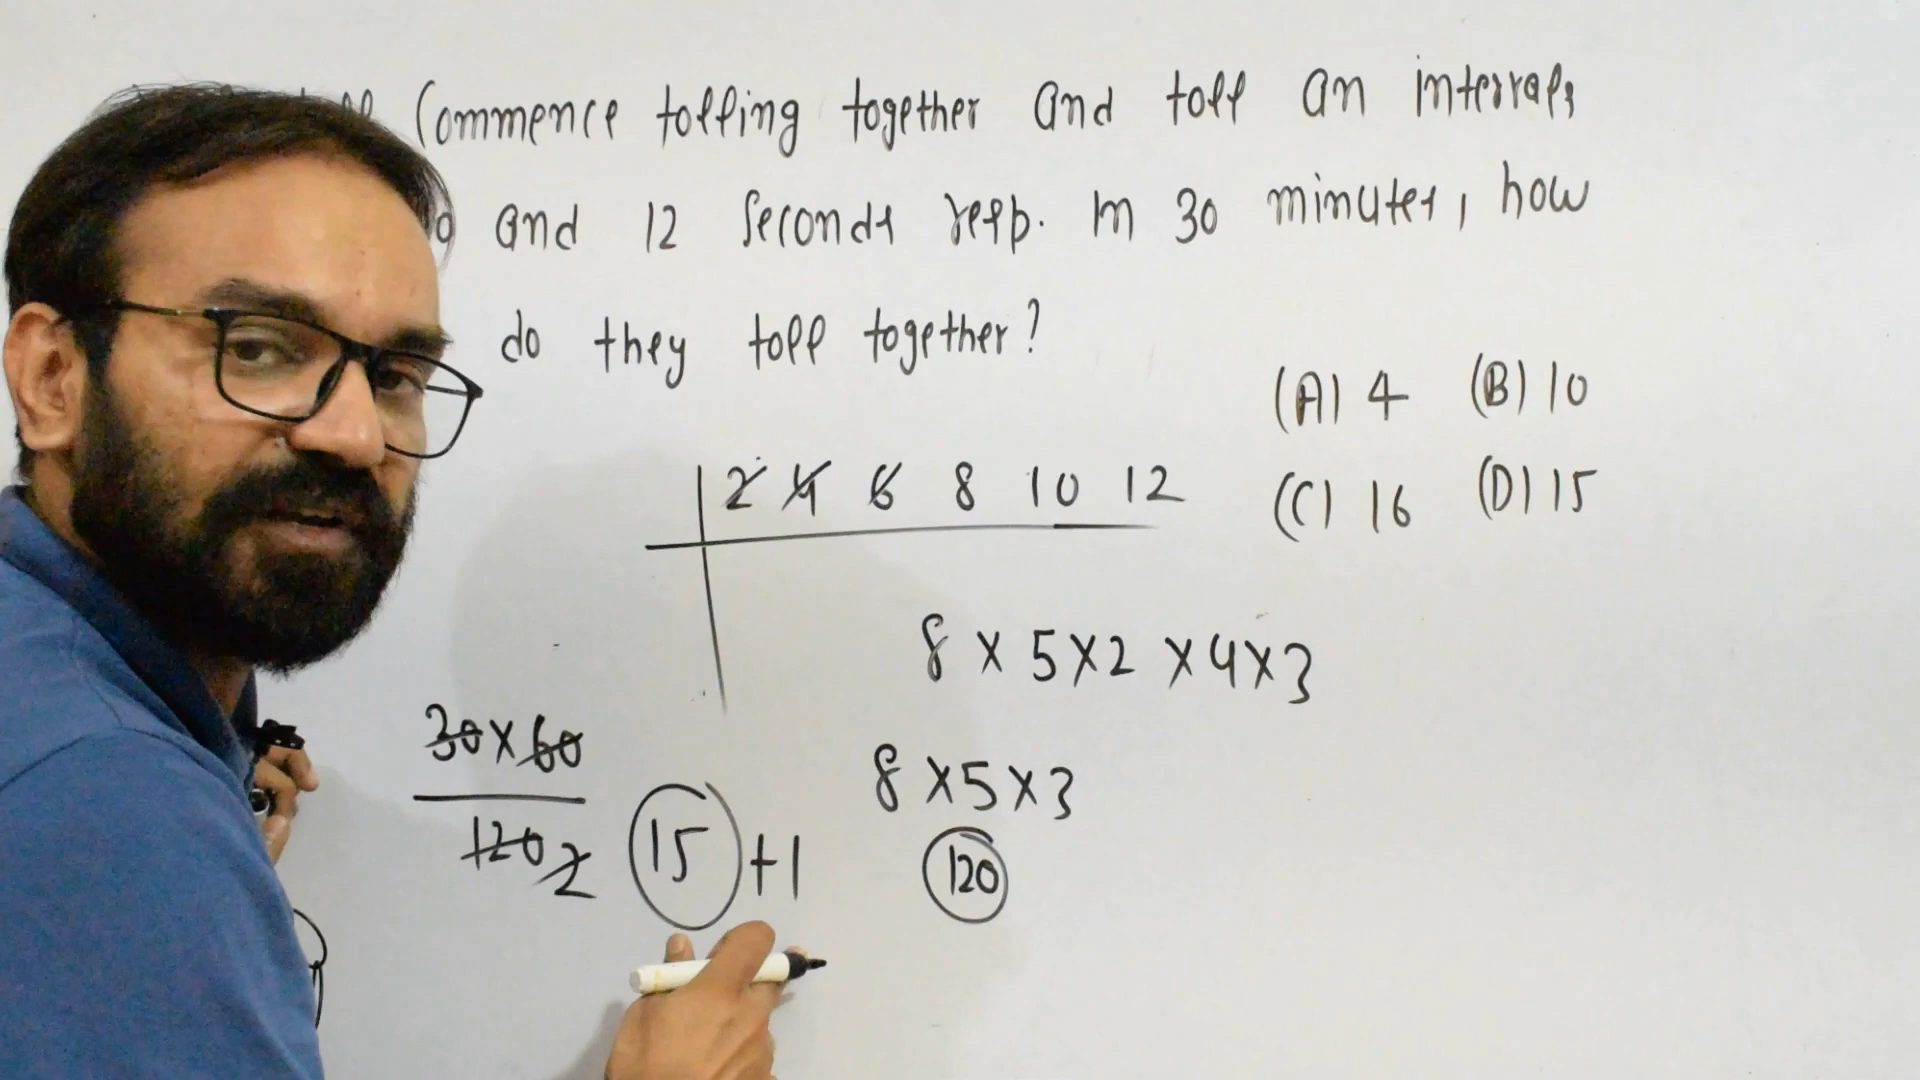 Commence tolling together and toll an intervals
and 12 seconds resp. In 30 minutes, how
do they toll together?
(A) 4 (B) 10
2 4 6 8 10 12
(C) 16 (D) 15
8 × 5 × 2 × 4 × 3
30 × 60
8 × 5 × 3
120 2 15 + 1
120